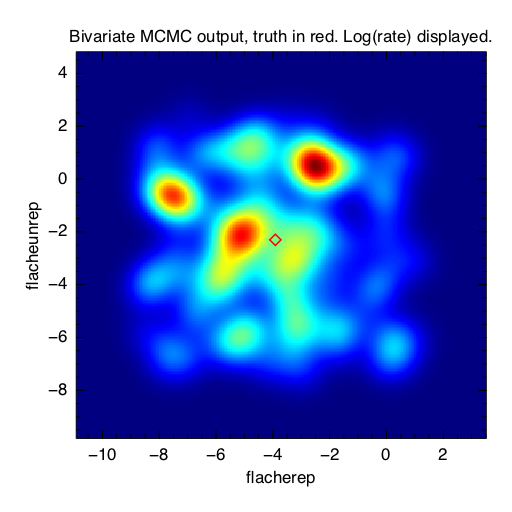 Bivariate MCMC output, truth in red. Log(rate) displayed.
4
2
0
−2
−4
−6
−8
flacheunrep
−10 −8 −6 −4 −2 0 2
flacherep